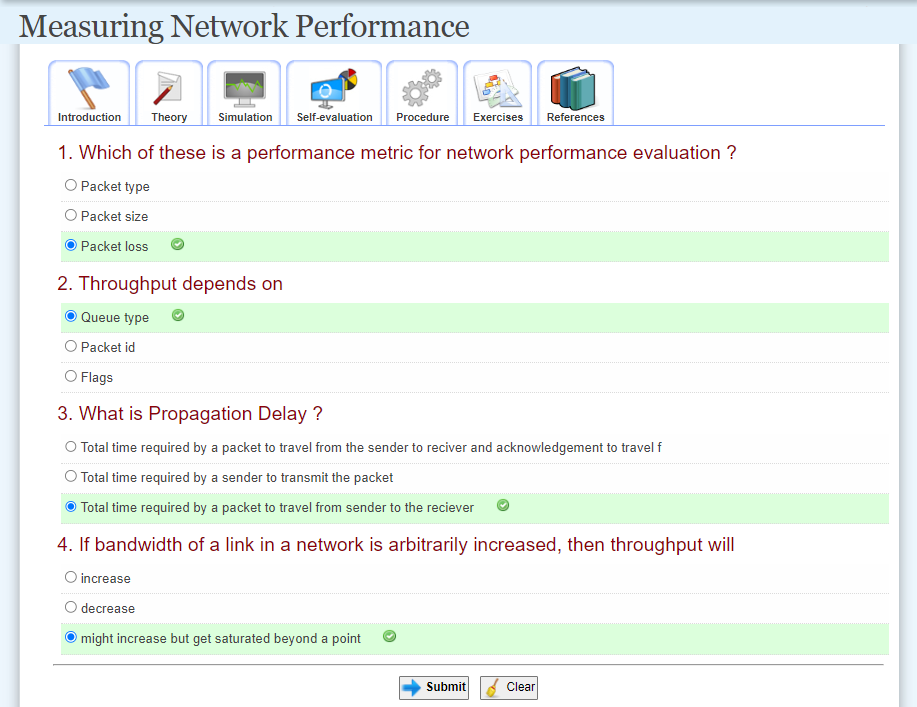 Measuring Network Performance
Introduction Theory Simulation Self-evaluation Procedure Exercises References
1. Which of these is a performance metric for network performance evaluation ?
Packet type
Packet size
Packet loss
2. Throughput depends on
Queue type
Packet id
Flags
3. What is Propagation Delay ?
Total time required by a packet to travel from the sender to reciver and acknowledgement to travel f
Total time required by a sender to transmit the packet
Total time required by a packet to travel from sender to the reciever
4. If bandwidth of a link in a network is arbitrarily increased, then throughput will
increase
decrease
might increase but get saturated beyond a point
Submit Clear